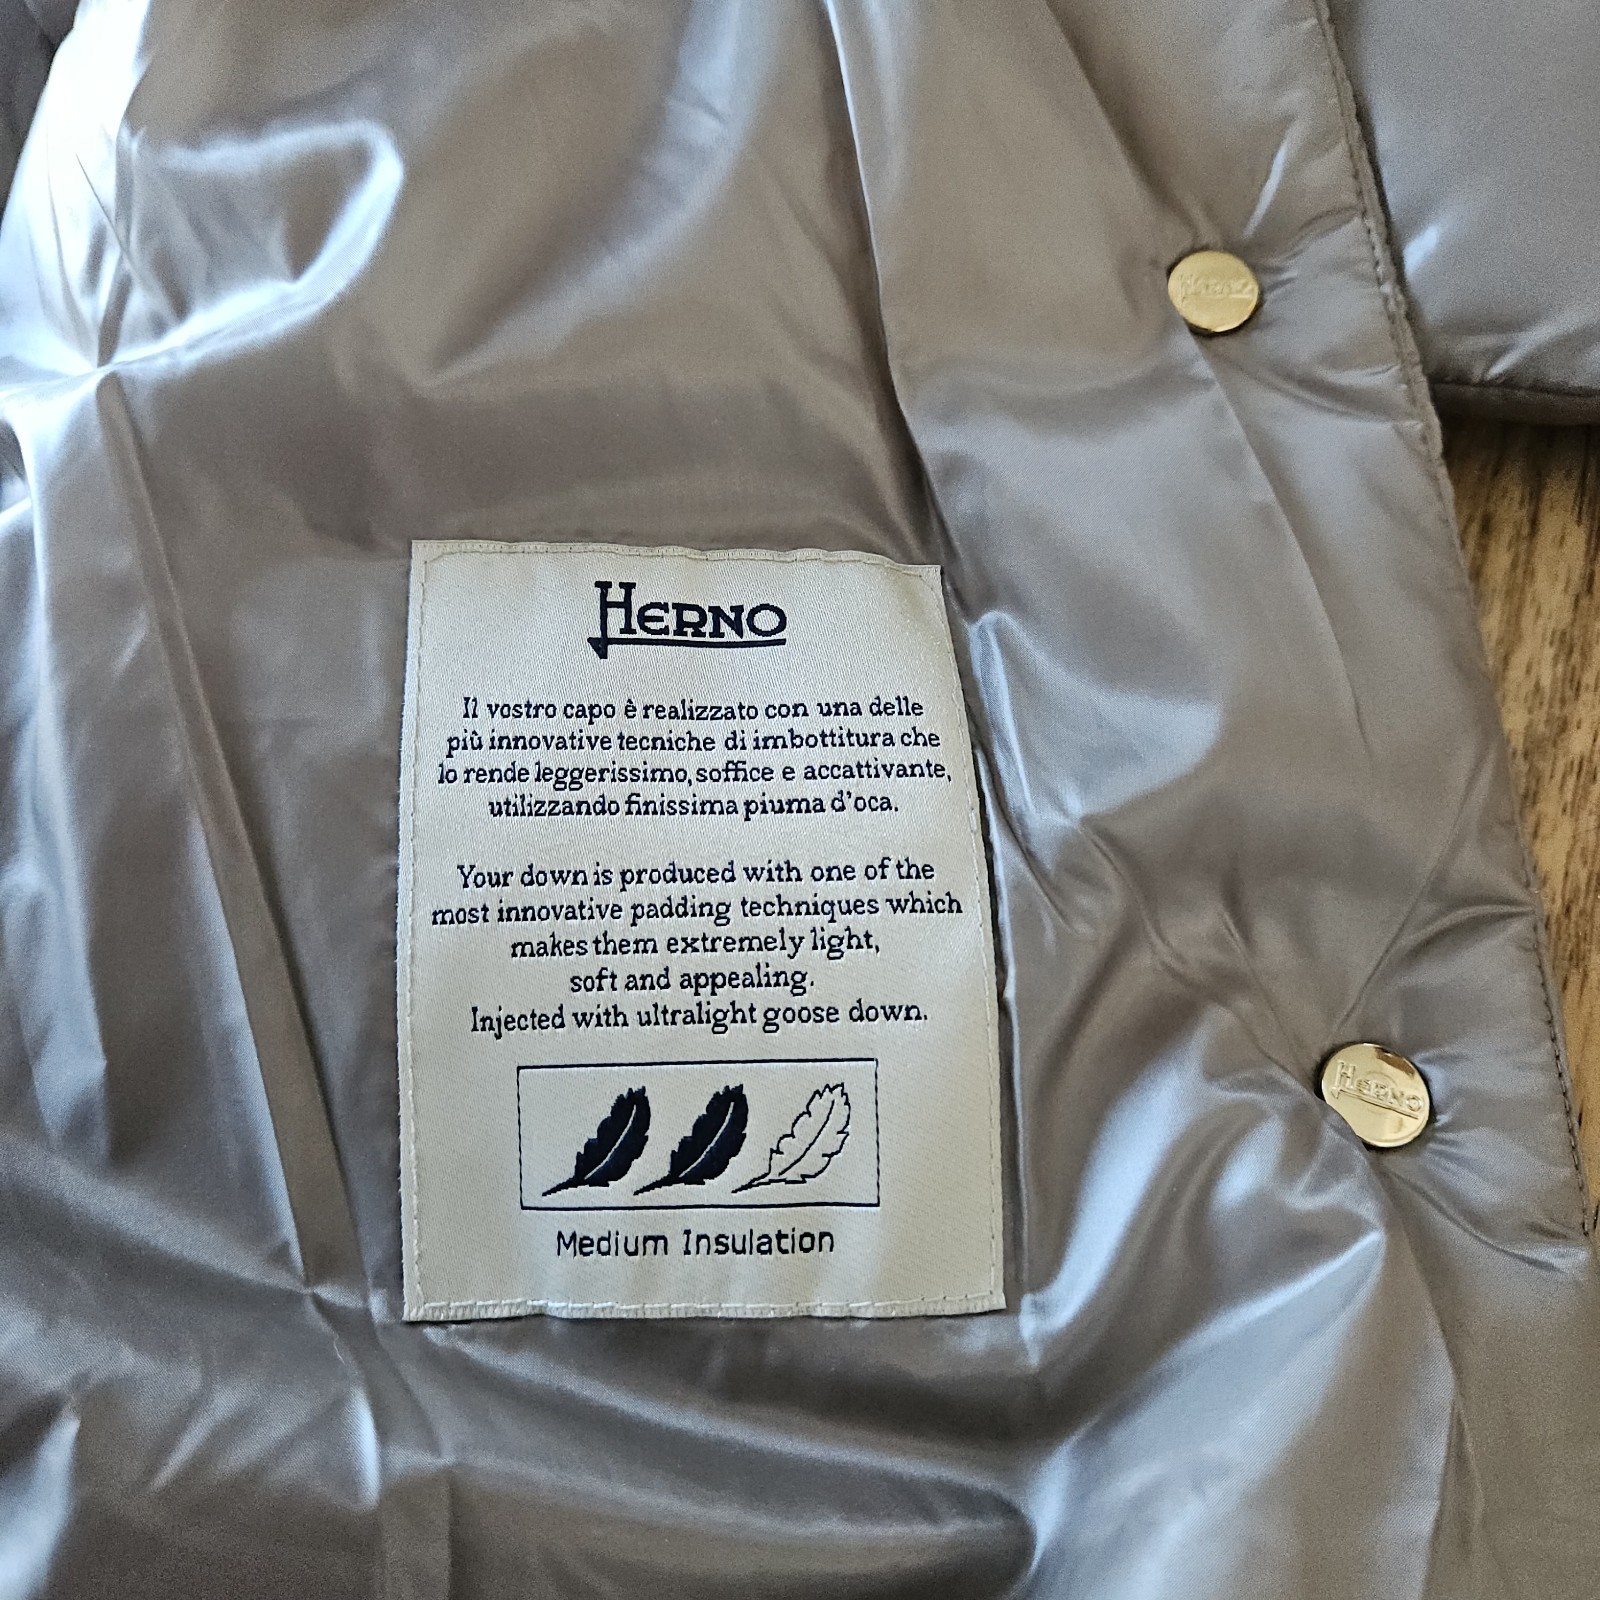 HERNO
HERNO
Il vostro capo è realizzato con una delle
più innovative tecniche di imbottitura che
lo rende leggerissimo, soffice e accattivante,
utilizzando finissima piuma d'oca.
Your down is produced with one of the
most innovative padding techniques which
makes them extremely light,
soft and appealing.
Injected with ultralight goose down.
HERNO
Medium Insulation